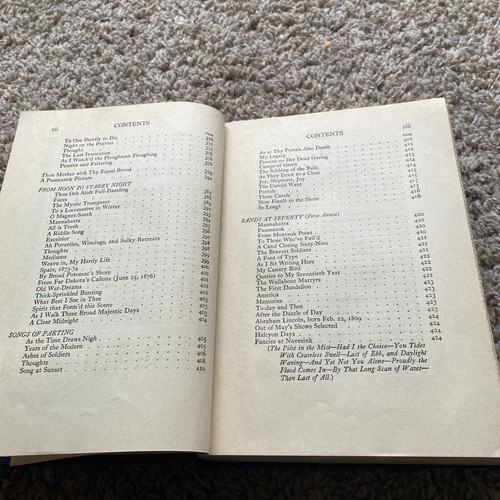 xii
CONTENTS
PAGE
To One Shortly to Die
Night on the Prairies
Thought
The Last Invocation
As I Watch'd the Ploughman Ploughing
Pensive and Faltering
Thou Mother with Thy Equal Brood
A Paumanok Picture
FROM NOON TO STARRY NIGHT
Thou Orb Aloft Full-Dazzling
Faces
The Mystic Trumpeter
To a Locomotive in Winter
O Magnet-South
Mannahatta
All is Truth
A Riddle Song
Excelsior
Ah Poverties, Wincings, and Sulky Retreats
Thoughts
Mediums
Weave in, My Hardy Life
Spain, 1873-74
By Broad Potomac's Shore
From Far Dakota's Cañons (June 25, 1876)
Old War-Dreams
Thick-Sprinkled Bunting
What Best I See in Thee
Spirit that Form'd this Scene
As I Walk These Broad Majestic Days
A Clear Midnight 404
SONGS OF PARTING
As the Time Draws Nigh 405
Years of the Modern 405
Ashes of Soldiers
Thoughts
Song at Sunset
CONTENTS
xiii
PAGE
As at Thy Portals Also Death
My Legacy
Pensive on Her Dead Gazing
Camps of Green
The Sobbing of the Bells
As They Draw to a Close
Joy, Shipmate, Joy
The Untold Want
Portals
These Carols
Now Finalè to the Shore
So Long! 416
SANDS AT SEVENTY (First Annex)
Mannahatta 420
Paumanok 420
From Montauk Point 420
To Those Who've Fail'd
A Carol Closing Sixty-Nine
The Bravest Soldiers
A Font of Type
As I Sit Writing Here
My Canary Bird
Queries to My Seventieth Year
The Wallabout Martyrs
The First Dandelion
America
Memories
To-day and Thee
After the Dazzle of Day
Abraham Lincoln, born Feb. 12, 1809
Out of May's Shows Selected
Halcyon Days 424
Fancies at Navesink 424
(The Pilot in the Mist—Had I the Choice—You Tides
With Ceaseless Swell—Last of Ebb, and Daylight
Waning—And Yet Not You Alone—Proudly the
Flood Comes In—By That Long Scan of Waves—
Then Last of All.)